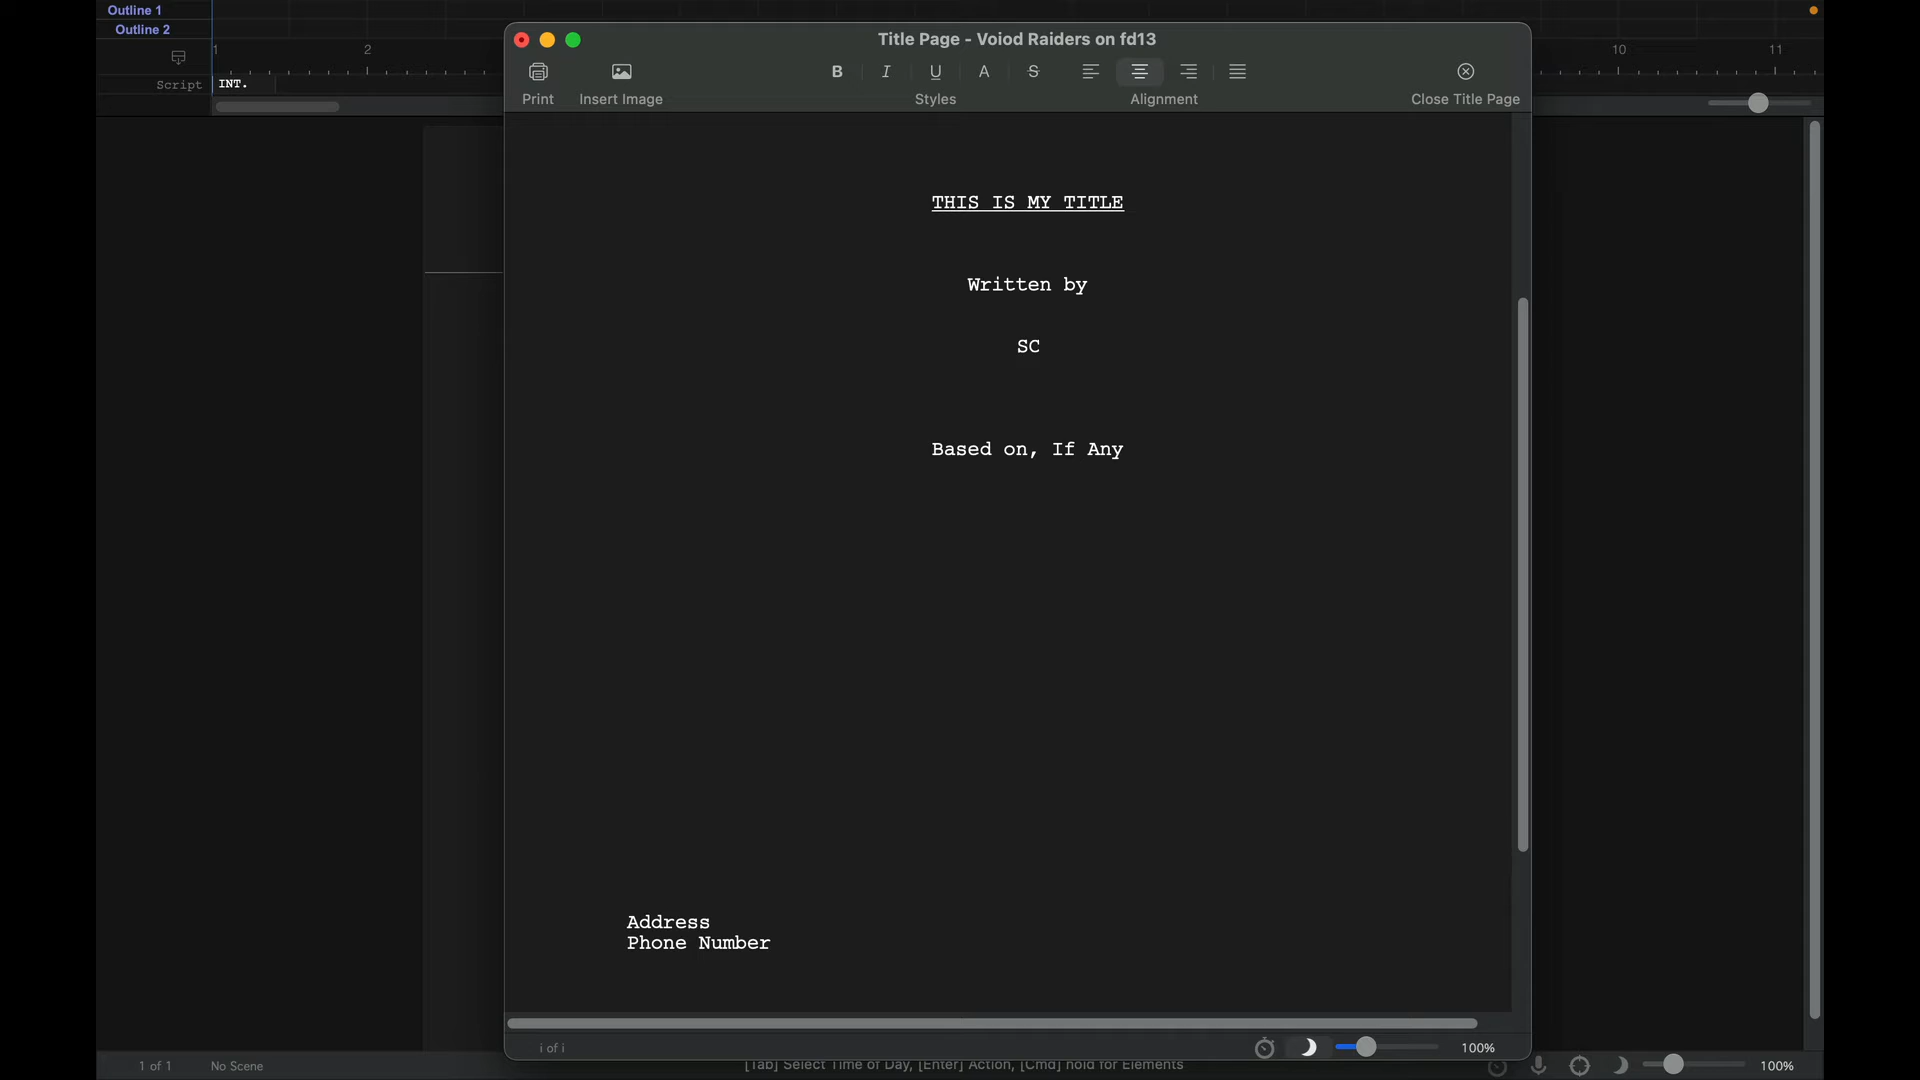 Outline 1
Outline 2
1 2 10 11
Script INT.
Title Page - Voiod Raiders on fd13
B I U A S
Print Insert Image Styles Alignment Close Title Page
THIS IS MY TITLE
Written by
SC
Based on, If Any
Address
Phone Number
i of i 100%
1 of 1 No Scene [Tab] Select Time of Day, [Enter] Action, [Cmd] hold for Elements 100%